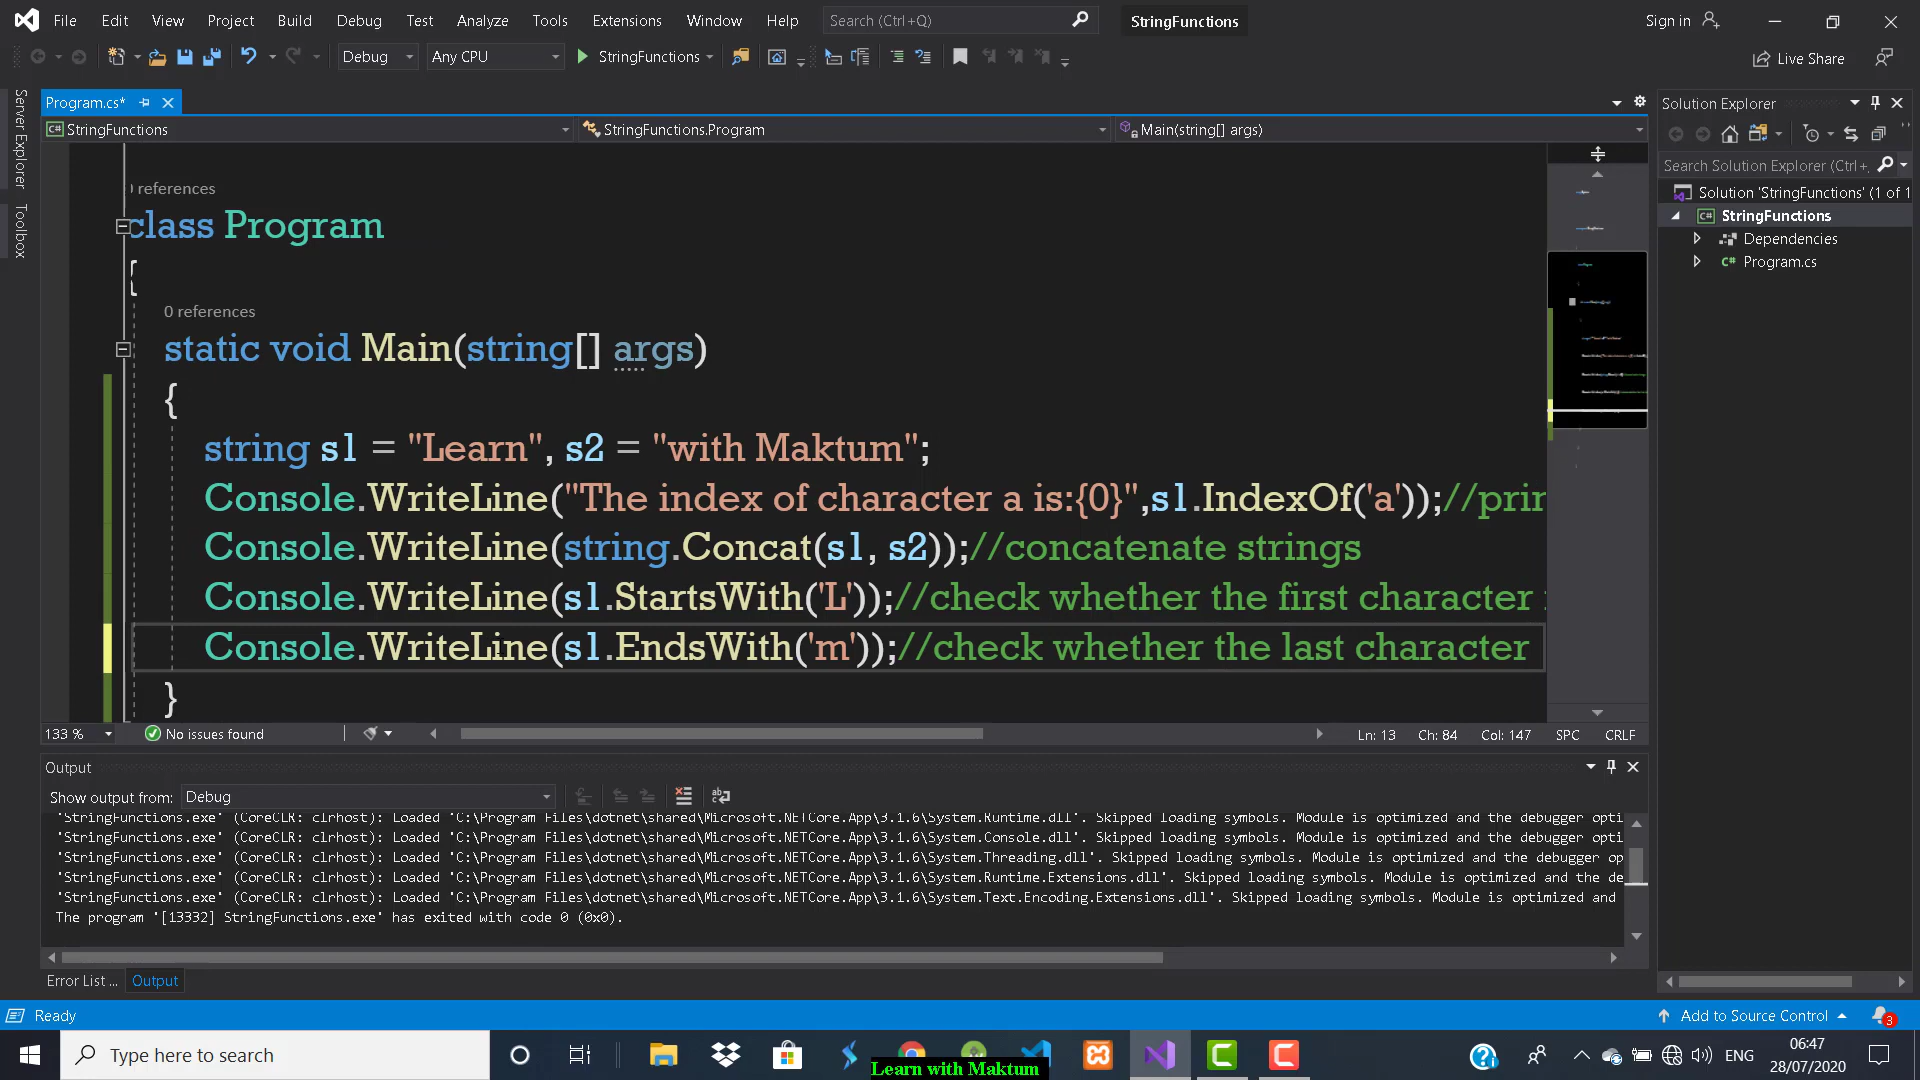 File Edit View Project Build Debug Test Analyze Tools Extensions Window Help Search (Ctrl+Q) StringFunctions Sign in
Debug Any CPU StringFunctions Live Share
Server Explorer
Toolbox
Program.cs*
StringFunctions StringFunctions.Program Main(string[] args)
references
class Program
{
0 references
static void Main(string[] args)
{
string s1 = "Learn", s2 = "with Maktum";
Console.WriteLine("The index of character a is:{0}",s1.IndexOf('a'));//prin
Console.WriteLine(string.Concat(s1, s2));//concatenate strings
Console.WriteLine(s1.StartsWith('L'));//check whether the first character
Console.WriteLine(s1.EndsWith('m'));//check whether the last character
}
133 % No issues found Ln: 13 Ch: 84 Col: 147 SPC CRLF
Solution Explorer
Search Solution Explorer (Ctrl+,
Solution 'StringFunctions' (1 of 1
StringFunctions
Dependencies
Program.cs
Output
Show output from: Debug
'StringFunctions.exe' (CoreCLR: clrhost): Loaded 'C:\Program Files\dotnet\shared\Microsoft.NETCore.App\3.1.6\System.Runtime.dll'. Skipped loading symbols. Module is optimized and the debugger opti
'StringFunctions.exe' (CoreCLR: clrhost): Loaded 'C:\Program Files\dotnet\shared\Microsoft.NETCore.App\3.1.6\System.Console.dll'. Skipped loading symbols. Module is optimized and the debugger opti
'StringFunctions.exe' (CoreCLR: clrhost): Loaded 'C:\Program Files\dotnet\shared\Microsoft.NETCore.App\3.1.6\System.Threading.dll'. Skipped loading symbols. Module is optimized and the debugger op
'StringFunctions.exe' (CoreCLR: clrhost): Loaded 'C:\Program Files\dotnet\shared\Microsoft.NETCore.App\3.1.6\System.Runtime.Extensions.dll'. Skipped loading symbols. Module is optimized and the de
'StringFunctions.exe' (CoreCLR: clrhost): Loaded 'C:\Program Files\dotnet\shared\Microsoft.NETCore.App\3.1.6\System.Text.Encoding.Extensions.dll'. Skipped loading symbols. Module is optimized and
The program '[13332] StringFunctions.exe' has exited with code 0 (0x0).
Error List ... Output
Ready Add to Source Control 3
Type here to search ENG 06:47
28/07/2020
Learn with Maktum